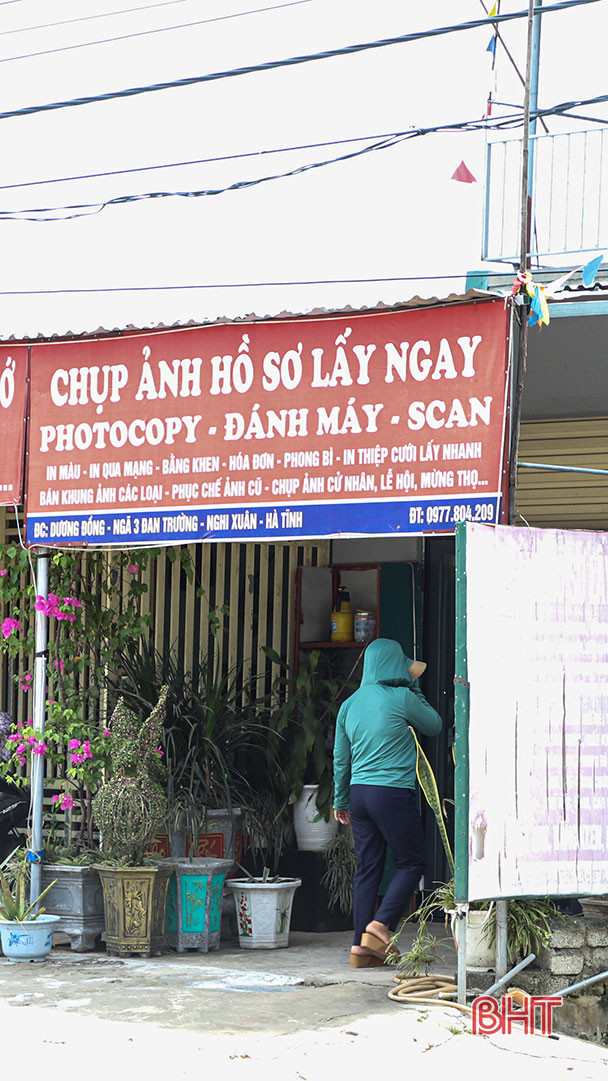 Ớ
CHỤP ẢNH HỒ SƠ LẤY NGAY
PHOTOCOPY - ĐÁNH MÁY - SCAN
IN MÀU - IN QUA MẠNG - BẰNG KHEN - HÓA ĐƠN - PHONG BÌ - IN THIỆP CƯỚI LẤY NHANH
BÁN KHUNG ẢNH CÁC LOẠI - PHỤC CHẾ ẢNH CŨ - CHỤP ẢNH CỬ NHÂN, LỄ HỘI, MỪNG THỌ...
ĐC: DƯƠNG ĐỒNG - NGÃ 3 ĐAN TRƯỜNG - NGHI XUÂN - HÀ TĨNH ĐT: 0977.804.209
BHT